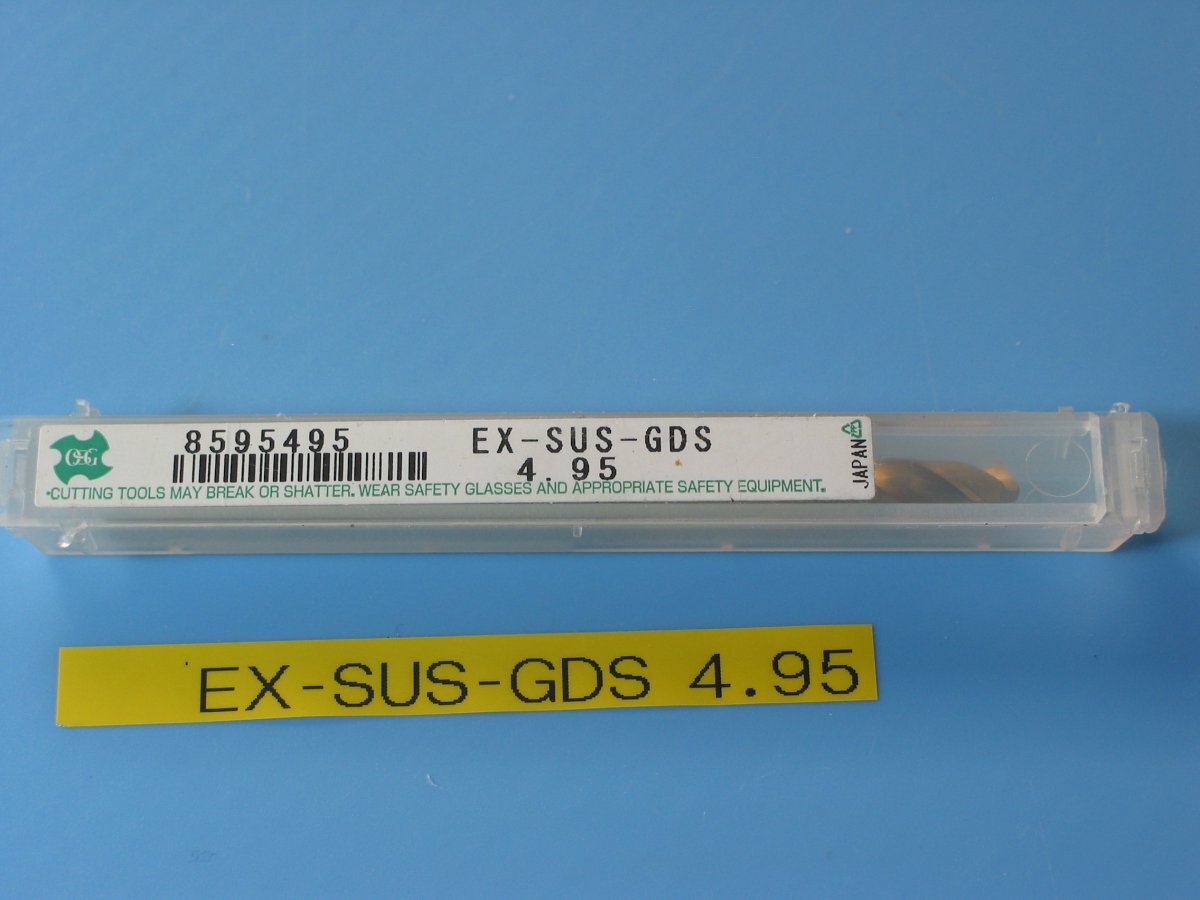 OSG
8595495
EX-SUS-GDS
4.95
•CUTTING TOOLS MAY BREAK OR SHATTER. WEAR SAFETY GLASSES AND APPROPRIATE SAFETY EQUIPMENT.
JAPAN
EX-SUS-GDS 4.95